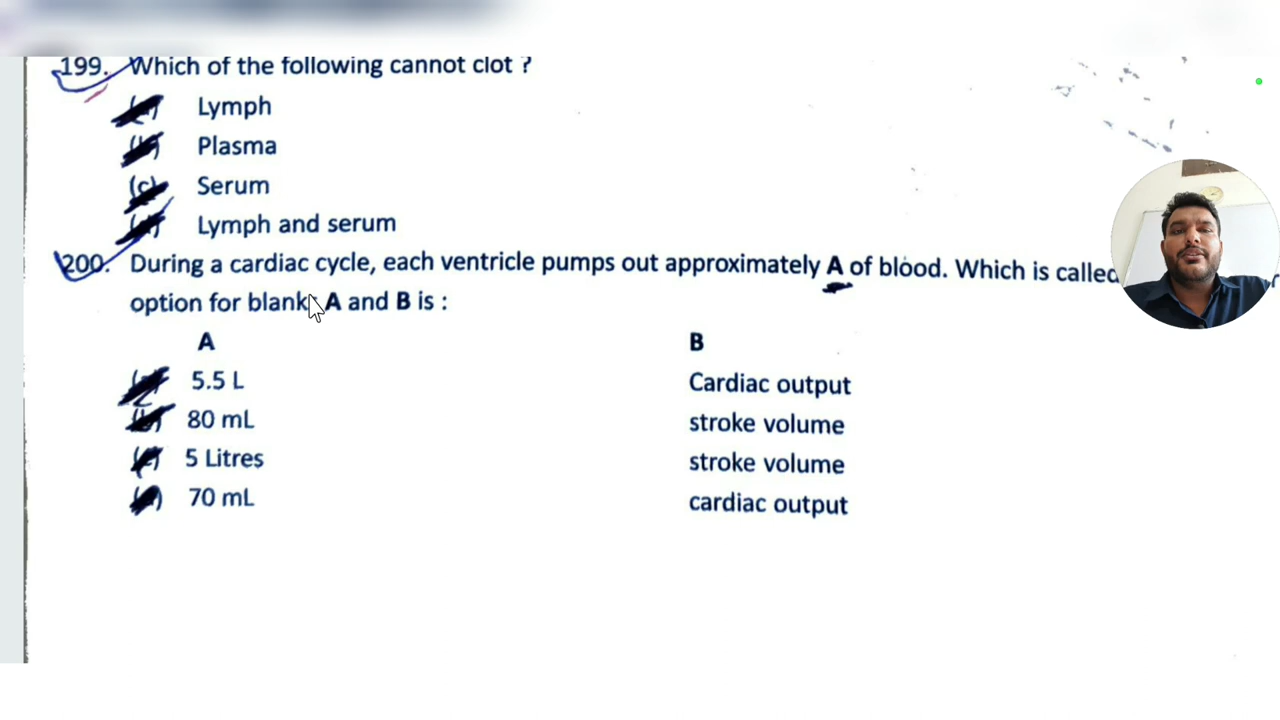 199. Which of the following cannot clot ?
Lymph
Plasma
(c) Serum
Lymph and serum
200. During a cardiac cycle, each ventricle pumps out approximately A of blood. Which is called
option for blanks A and B is :
A B
5.5 L Cardiac output
80 mL stroke volume
5 Litres stroke volume
70 mL cardiac output